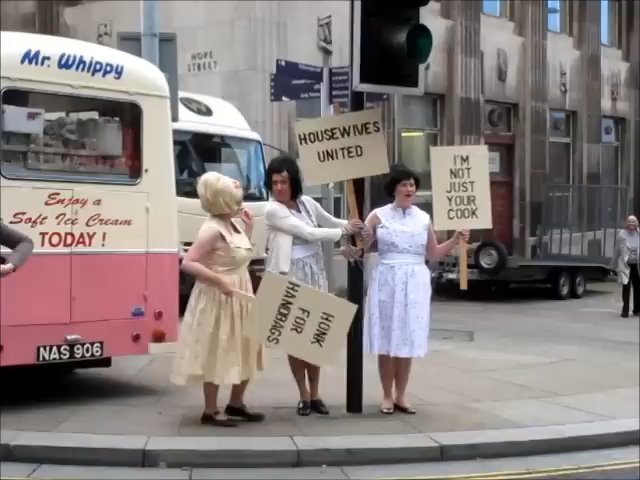 Mr. Whippy
HOPE
STREET
HOUSEWIVES
UNITED
I'M
NOT
JUST
YOUR
COOK
Enjoy a
Soft Ice Cream
TODAY !
HONK
FOR
HANDBAGS
NAS 906